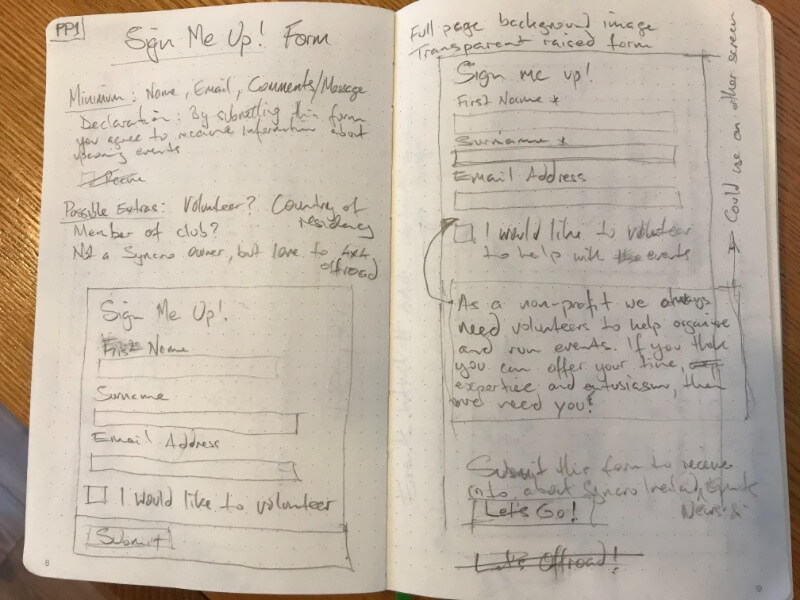 PP1
Sign Me Up! Form
Minimum: Name, Email, Comments/Message
Declaration: By submitting this form
you agree to receive information about
upcoming events
Possible Extras: Volunteer? Country of
residency
Member of club?
Not a Syncro owner, but love to 4x4
offroad
Sign Me Up!
First Name
Surname
Email Address
I would like to volunteer
Submit
8
Full page background image
Transparent raised form
Sign me up!
First Name *
Surname *
Email Address
I would like to volunteer
to help with events
As a non-profit we always
need volunteers to help organise
and run events. If you think
you can offer your time,
expertise and entusiasm, then
we need you!
Could use on other screen
Submit this form to receive
info about Syncro Ireland, Events
News &
Let's Go!
Let's Offroad!
9